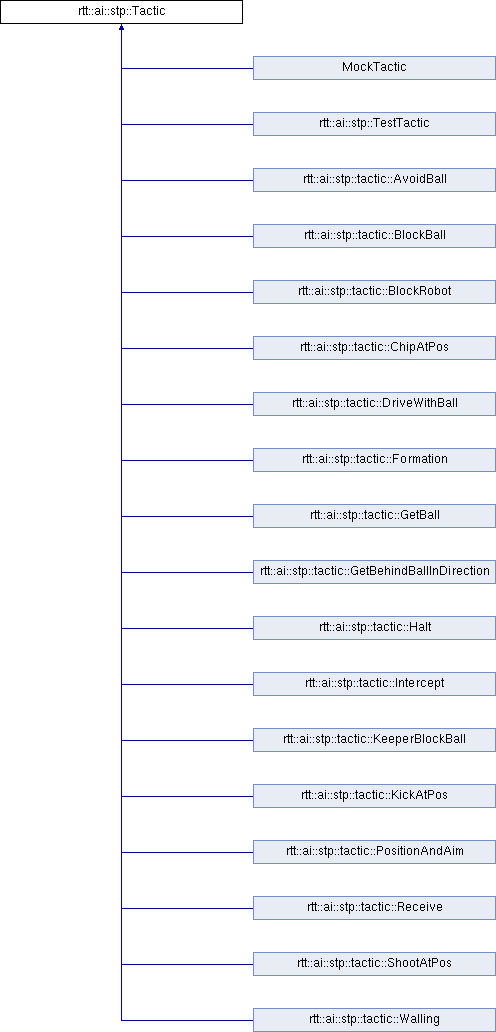 rtt::ai::stp::Tactic
MockTactic
rtt::ai::stp::TestTactic
rtt::ai::stp::tactic::AvoidBall
rtt::ai::stp::tactic::BlockBall
rtt::ai::stp::tactic::BlockRobot
rtt::ai::stp::tactic::ChipAtPos
rtt::ai::stp::tactic::DriveWithBall
rtt::ai::stp::tactic::Formation
rtt::ai::stp::tactic::GetBall
rtt::ai::stp::tactic::GetBehindBallInDirection
rtt::ai::stp::tactic::Halt
rtt::ai::stp::tactic::Intercept
rtt::ai::stp::tactic::KeeperBlockBall
rtt::ai::stp::tactic::KickAtPos
rtt::ai::stp::tactic::PositionAndAim
rtt::ai::stp::tactic::Receive
rtt::ai::stp::tactic::ShootAtPos
rtt::ai::stp::tactic::Walling